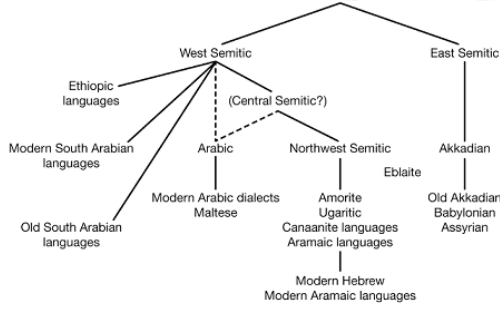 West Semitic
East Semitic
Ethiopic
languages
(Central Semitic?)
Modern South Arabian
languages
Arabic
Northwest Semitic
Akkadian
Eblaite
Modern Arabic dialects
Maltese
Amorite
Ugaritic
Canaanite languages
Aramaic languages
Old Akkadian
Babylonian
Assyrian
Old South Arabian
languages
Modern Hebrew
Modern Aramaic languages